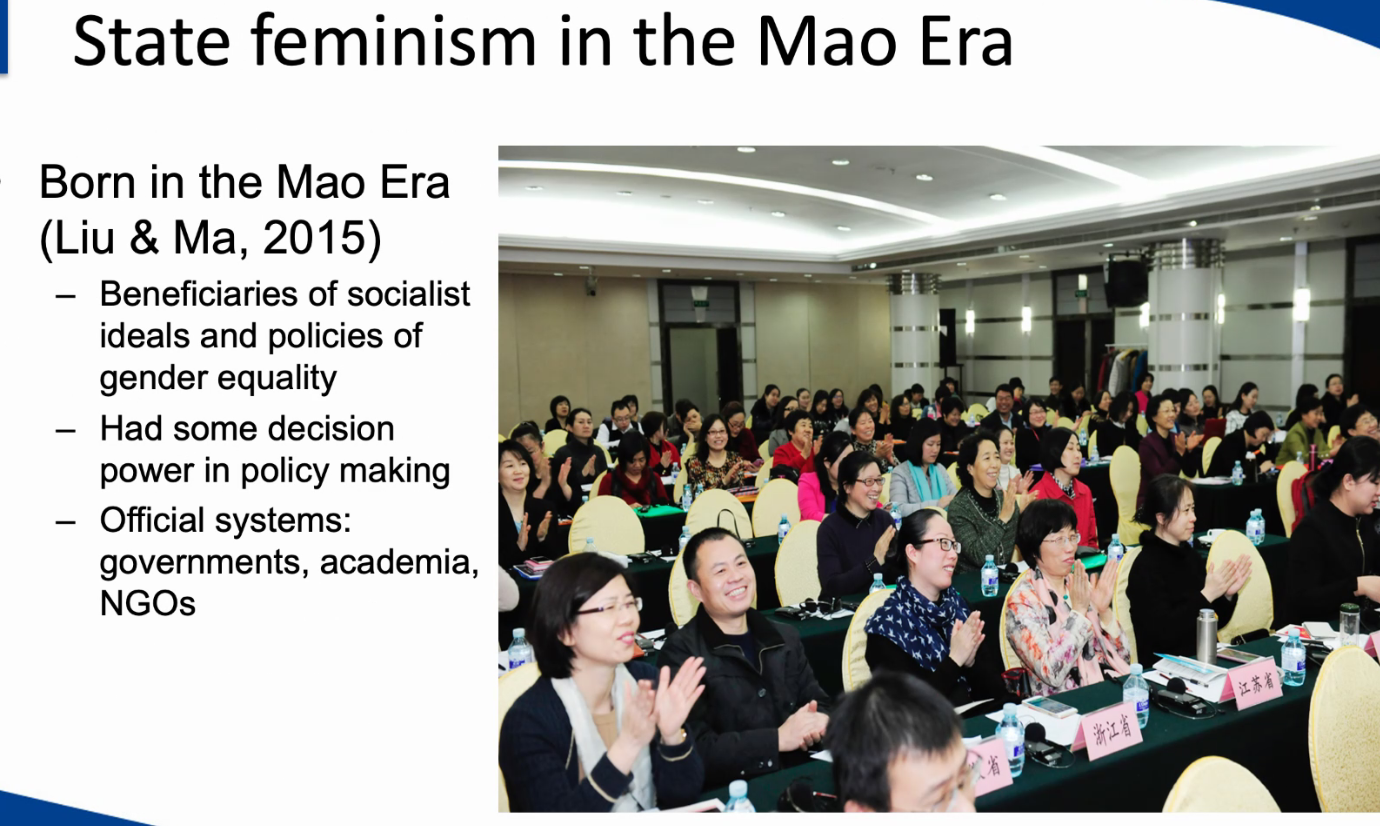 State feminism in the Mao Era
Born in the Mao Era
(Liu & Ma, 2015)
– Beneficiaries of socialist
ideals and policies of
gender equality
– Had some decision
power in policy making
– Official systems:
governments, academia,
NGOs
江苏省
浙江省
省